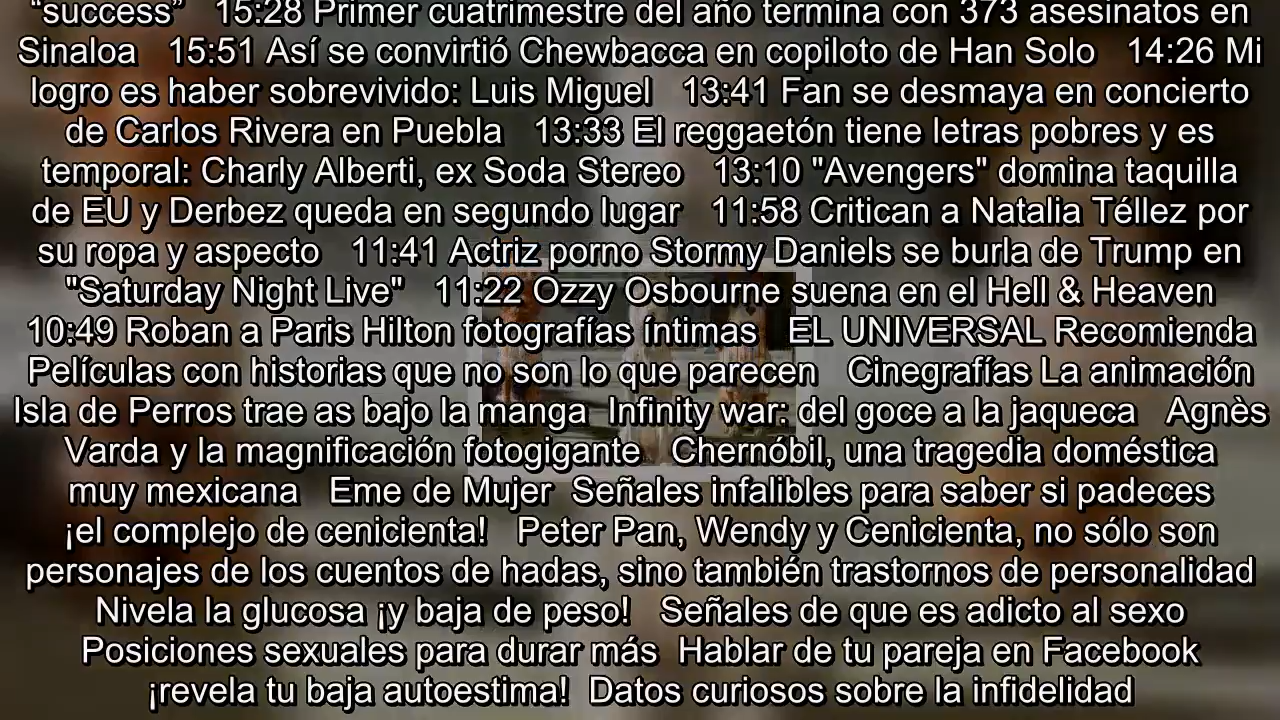 “success”   15:28 Primer cuatrimestre del año termina con 373 asesinatos en
Sinaloa   15:51 Así se convirtió Chewbacca en copiloto de Han Solo   14:26 Mi
logro es haber sobrevivido: Luis Miguel   13:41 Fan se desmaya en concierto
de Carlos Rivera en Puebla   13:33 El reggaetón tiene letras pobres y es
temporal: Charly Alberti, ex Soda Stereo   13:10 "Avengers" domina taquilla
de EU y Derbez queda en segundo lugar   11:58 Critican a Natalia Téllez por
su ropa y aspecto   11:41 Actriz porno Stormy Daniels se burla de Trump en
"Saturday Night Live"   11:22 Ozzy Osbourne suena en el Hell & Heaven
10:49 Roban a Paris Hilton fotografías íntimas   EL UNIVERSAL Recomienda
Películas con historias que no son lo que parecen   Cinegrafías La animación
Isla de Perros trae as bajo la manga  Infinity war: del goce a la jaqueca   Agnès
Varda y la magnificación fotogigante   Chernóbil, una tragedia doméstica
muy mexicana   Eme de Mujer  Señales infalibles para saber si padeces
¡el complejo de cenicienta!   Peter Pan, Wendy y Cenicienta, no sólo son
personajes de los cuentos de hadas, sino también trastornos de personalidad
Nivela la glucosa ¡y baja de peso!   Señales de que es adicto al sexo
Posiciones sexuales para durar más  Hablar de tu pareja en Facebook
¡revela tu baja autoestima!  Datos curiosos sobre la infidelidad